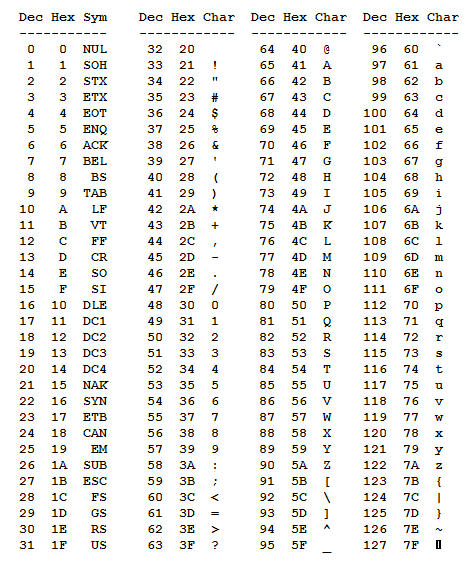 Dec Hex Sym Dec Hex Char Dec Hex Char Dec Hex Char
------------ ------------ ------------ ------------
0 0 NUL 32 20 64 40 @ 96 60 `
1 1 SOH 33 21 ! 65 41 A 97 61 a
2 2 STX 34 22 " 66 42 B 98 62 b
3 3 ETX 35 23 # 67 43 C 99 63 c
4 4 EOT 36 24 $ 68 44 D 100 64 d
5 5 ENQ 37 25 % 69 45 E 101 65 e
6 6 ACK 38 26 & 70 46 F 102 66 f
7 7 BEL 39 27 ' 71 47 G 103 67 g
8 8 BS 40 28 ( 72 48 H 104 68 h
9 9 TAB 41 29 ) 73 49 I 105 69 i
10 A LF 42 2A * 74 4A J 106 6A j
11 B VT 43 2B + 75 4B K 107 6B k
12 C FF 44 2C , 76 4C L 108 6C l
13 D CR 45 2D - 77 4D M 109 6D m
14 E SO 46 2E . 78 4E N 110 6E n
15 F SI 47 2F / 79 4F O 111 6F o
16 10 DLE 48 30 0 80 50 P 112 70 p
17 11 DC1 49 31 1 81 51 Q 113 71 q
18 12 DC2 50 32 2 82 52 R 114 72 r
19 13 DC3 51 33 3 83 53 S 115 73 s
20 14 DC4 52 34 4 84 54 T 116 74 t
21 15 NAK 53 35 5 85 55 U 117 75 u
22 16 SYN 54 36 6 86 56 V 118 76 v
23 17 ETB 55 37 7 87 57 W 119 77 w
24 18 CAN 56 38 8 88 58 X 120 78 x
25 19 EM 57 39 9 89 59 Y 121 79 y
26 1A SUB 58 3A : 90 5A Z 122 7A z
27 1B ESC 59 3B ; 91 5B [ 123 7B {
28 1C FS 60 3C < 92 5C \ 124 7C |
29 1D GS 61 3D = 93 5D ] 125 7D }
30 1E RS 62 3E > 94 5E ^ 126 7E ~
31 1F US 63 3F ? 95 5F _ 127 7F ▯